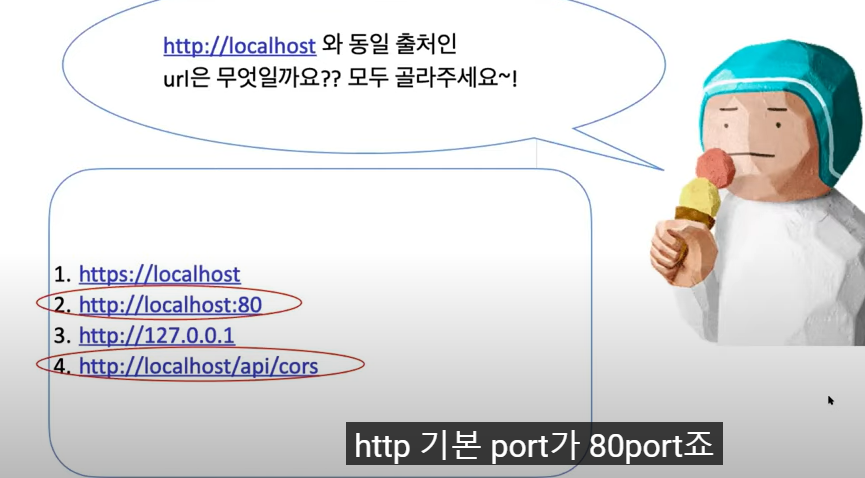 http://localhost 와 동일 출처인
url은 무엇일까요?? 모두 골라주세요~!
1. https://localhost
2. http://localhost:80
3. http://127.0.0.1
4. http://localhost/api/cors
http 기본 port가 80port죠